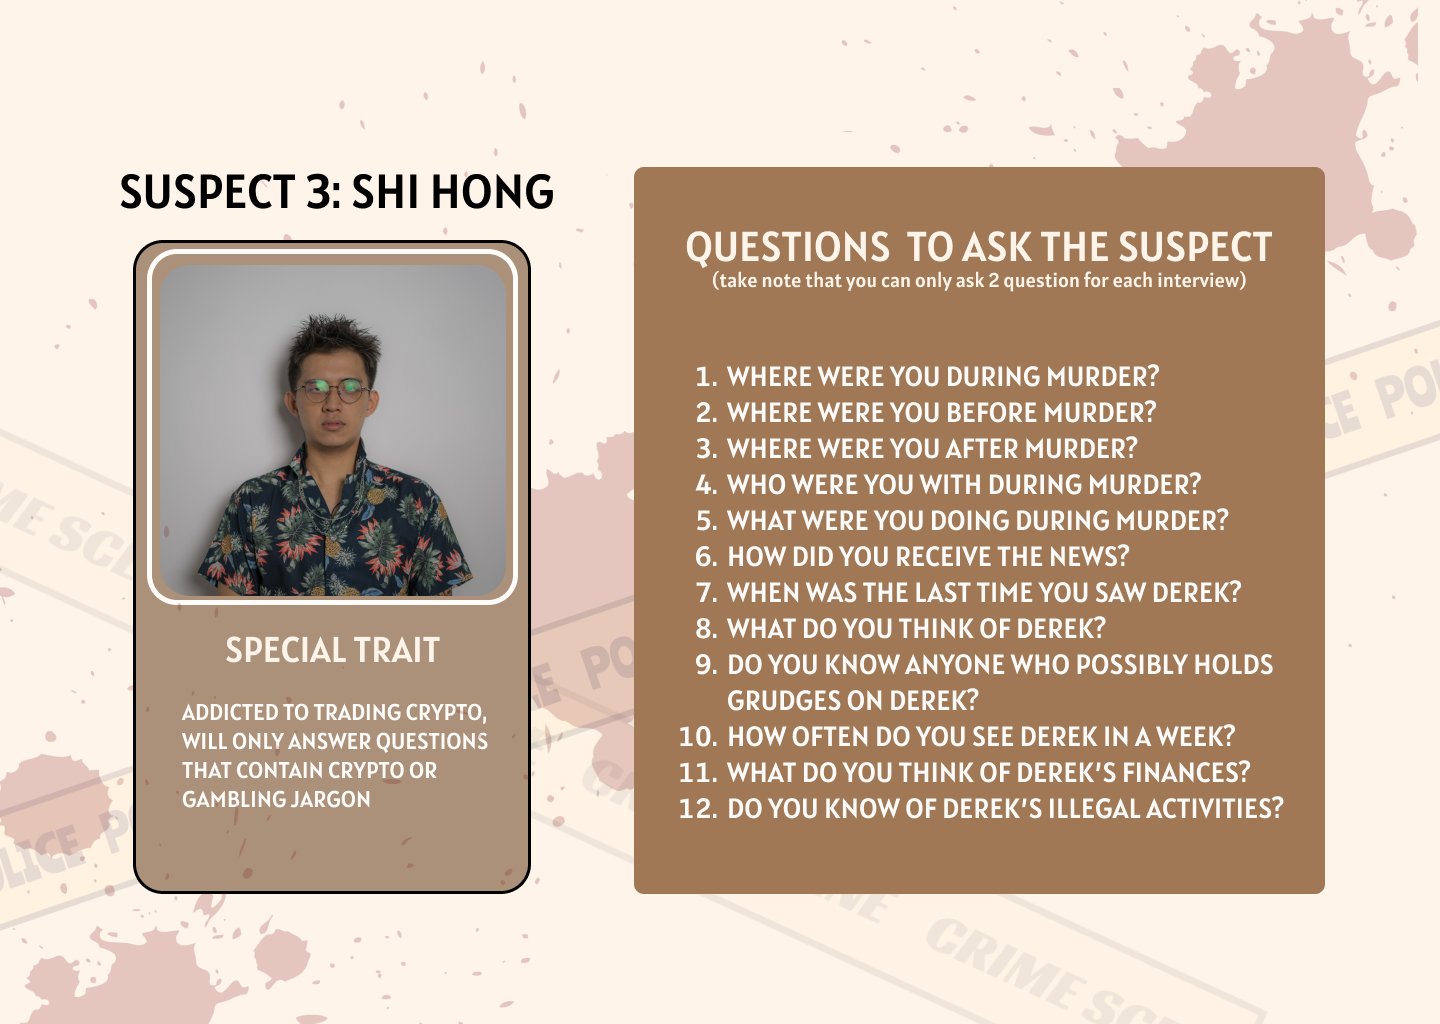 SUSPECT 3: SHI HONG
SPECIAL TRAIT
ADDICTED TO TRADING CRYPTO,
WILL ONLY ANSWER QUESTIONS
THAT CONTAIN CRYPTO OR
GAMBLING JARGON
QUESTIONS TO ASK THE SUSPECT
(take note that you can only ask 2 question for each interview)
1. WHERE WERE YOU DURING MURDER?
2. WHERE WERE YOU BEFORE MURDER?
3. WHERE WERE YOU AFTER MURDER?
4. WHO WERE YOU WITH DURING MURDER?
5. WHAT WERE YOU DOING DURING MURDER?
6. HOW DID YOU RECEIVE THE NEWS?
7. WHEN WAS THE LAST TIME YOU SAW DEREK?
8. WHAT DO YOU THINK OF DEREK?
9. DO YOU KNOW ANYONE WHO POSSIBLY HOLDS
GRUDGES ON DEREK?
10. HOW OFTEN DO YOU SEE DEREK IN A WEEK?
11. WHAT DO YOU THINK OF DEREK'S FINANCES?
12. DO YOU KNOW OF DEREK'S ILLEGAL ACTIVITIES?
CRIME